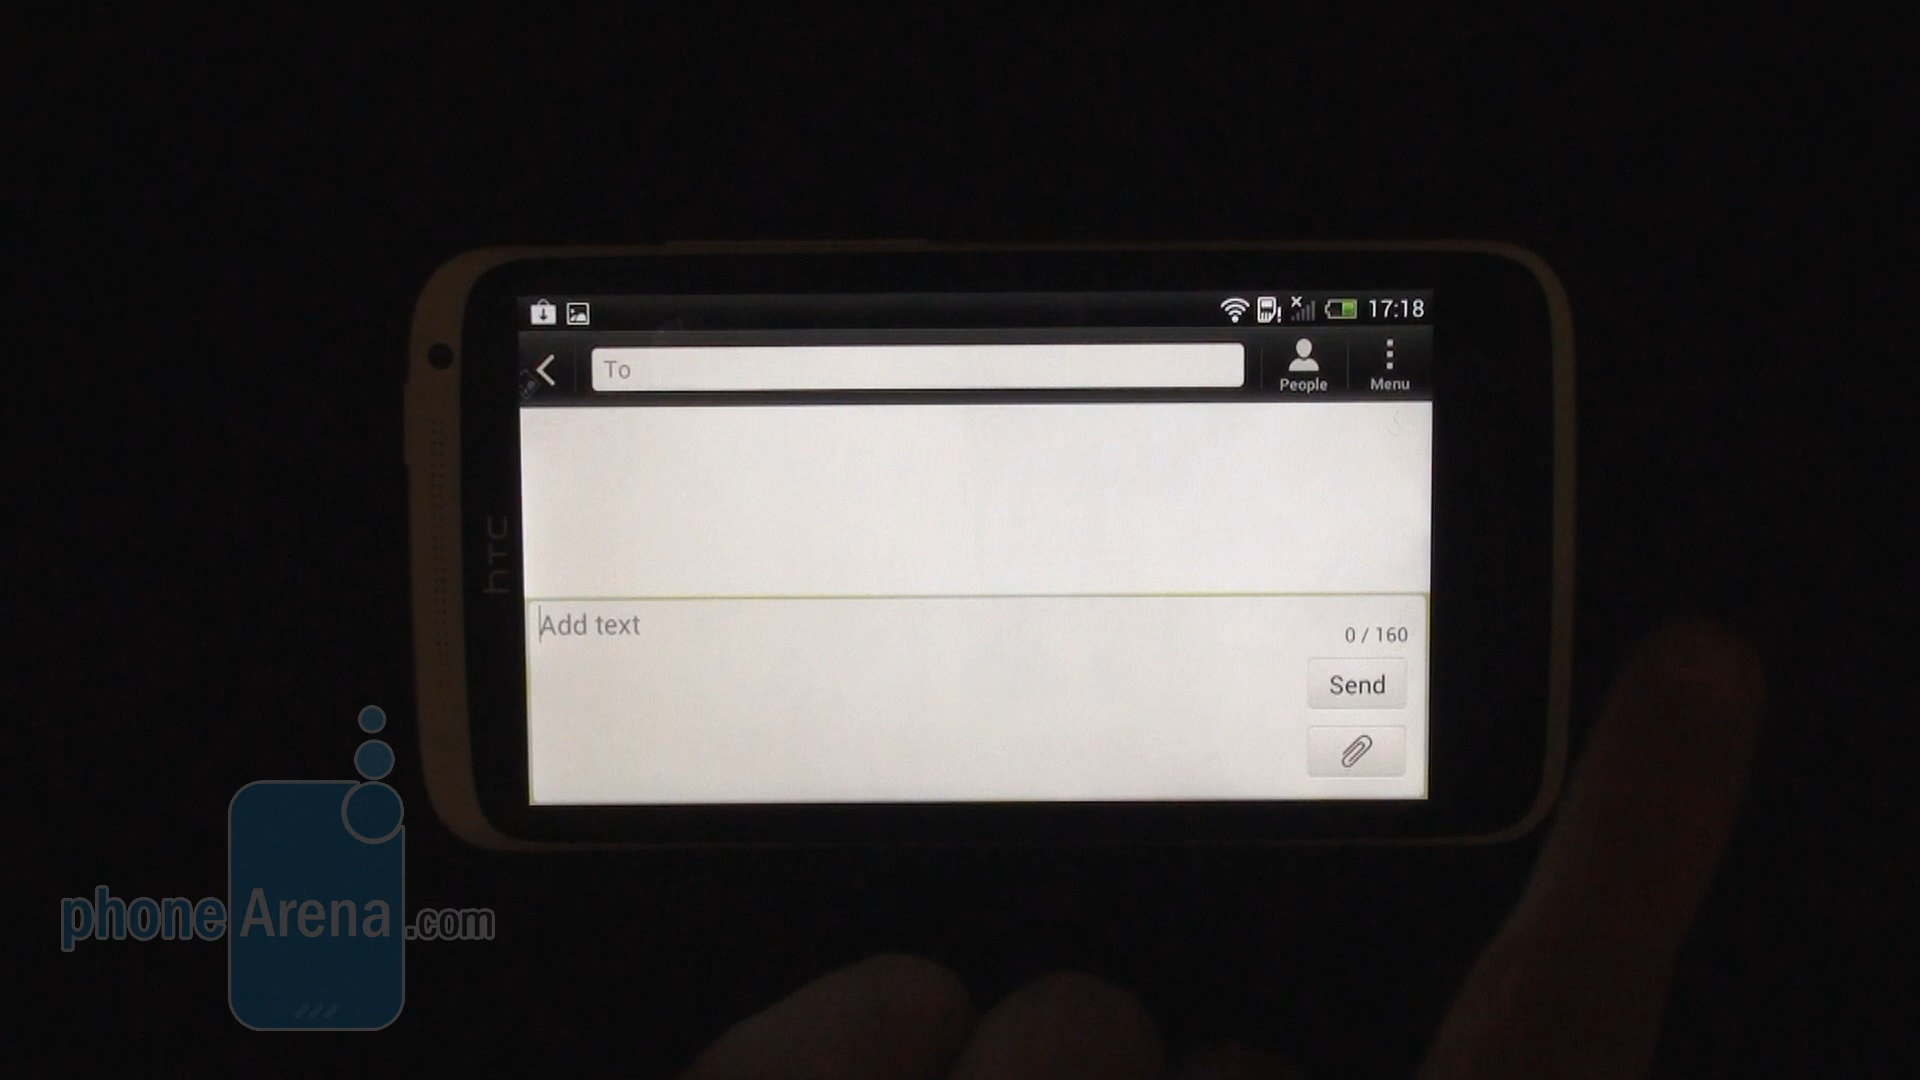 17:18
To
People
Menu
hTC
Add text
0 / 160
Send
phoneArena.com